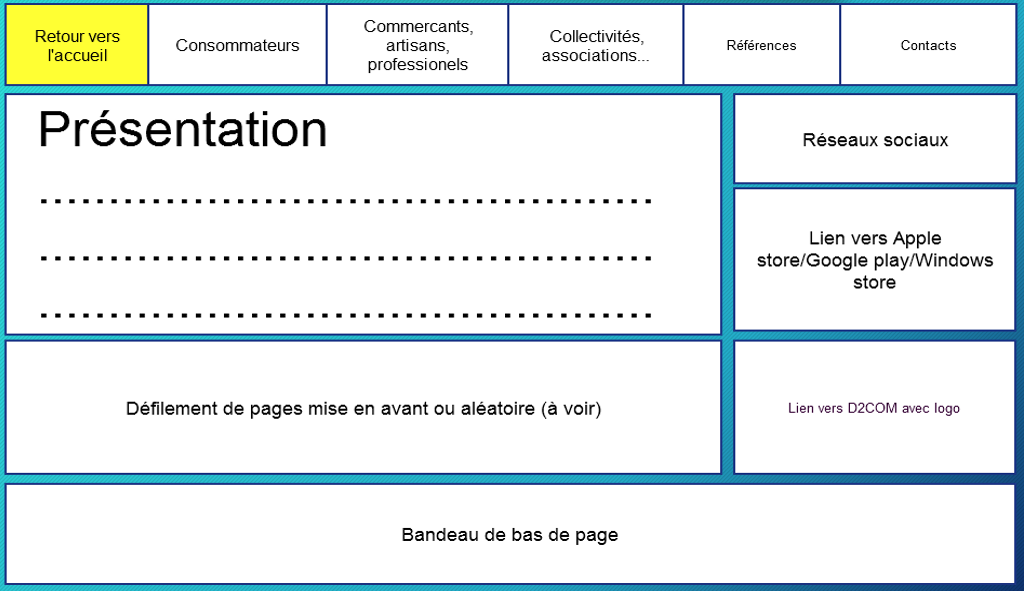 Retour vers
l'accueil
Consommateurs
Commercants,
artisans,
professionels
Collectivités,
associations...
Références
Contacts
Présentation
............................................
............................................
............................................
Réseaux sociaux
Lien vers Apple
store/Google play/Windows
store
Défilement de pages mise en avant ou aléatoire (à voir)
Lien vers D2COM avec logo
Bandeau de bas de page